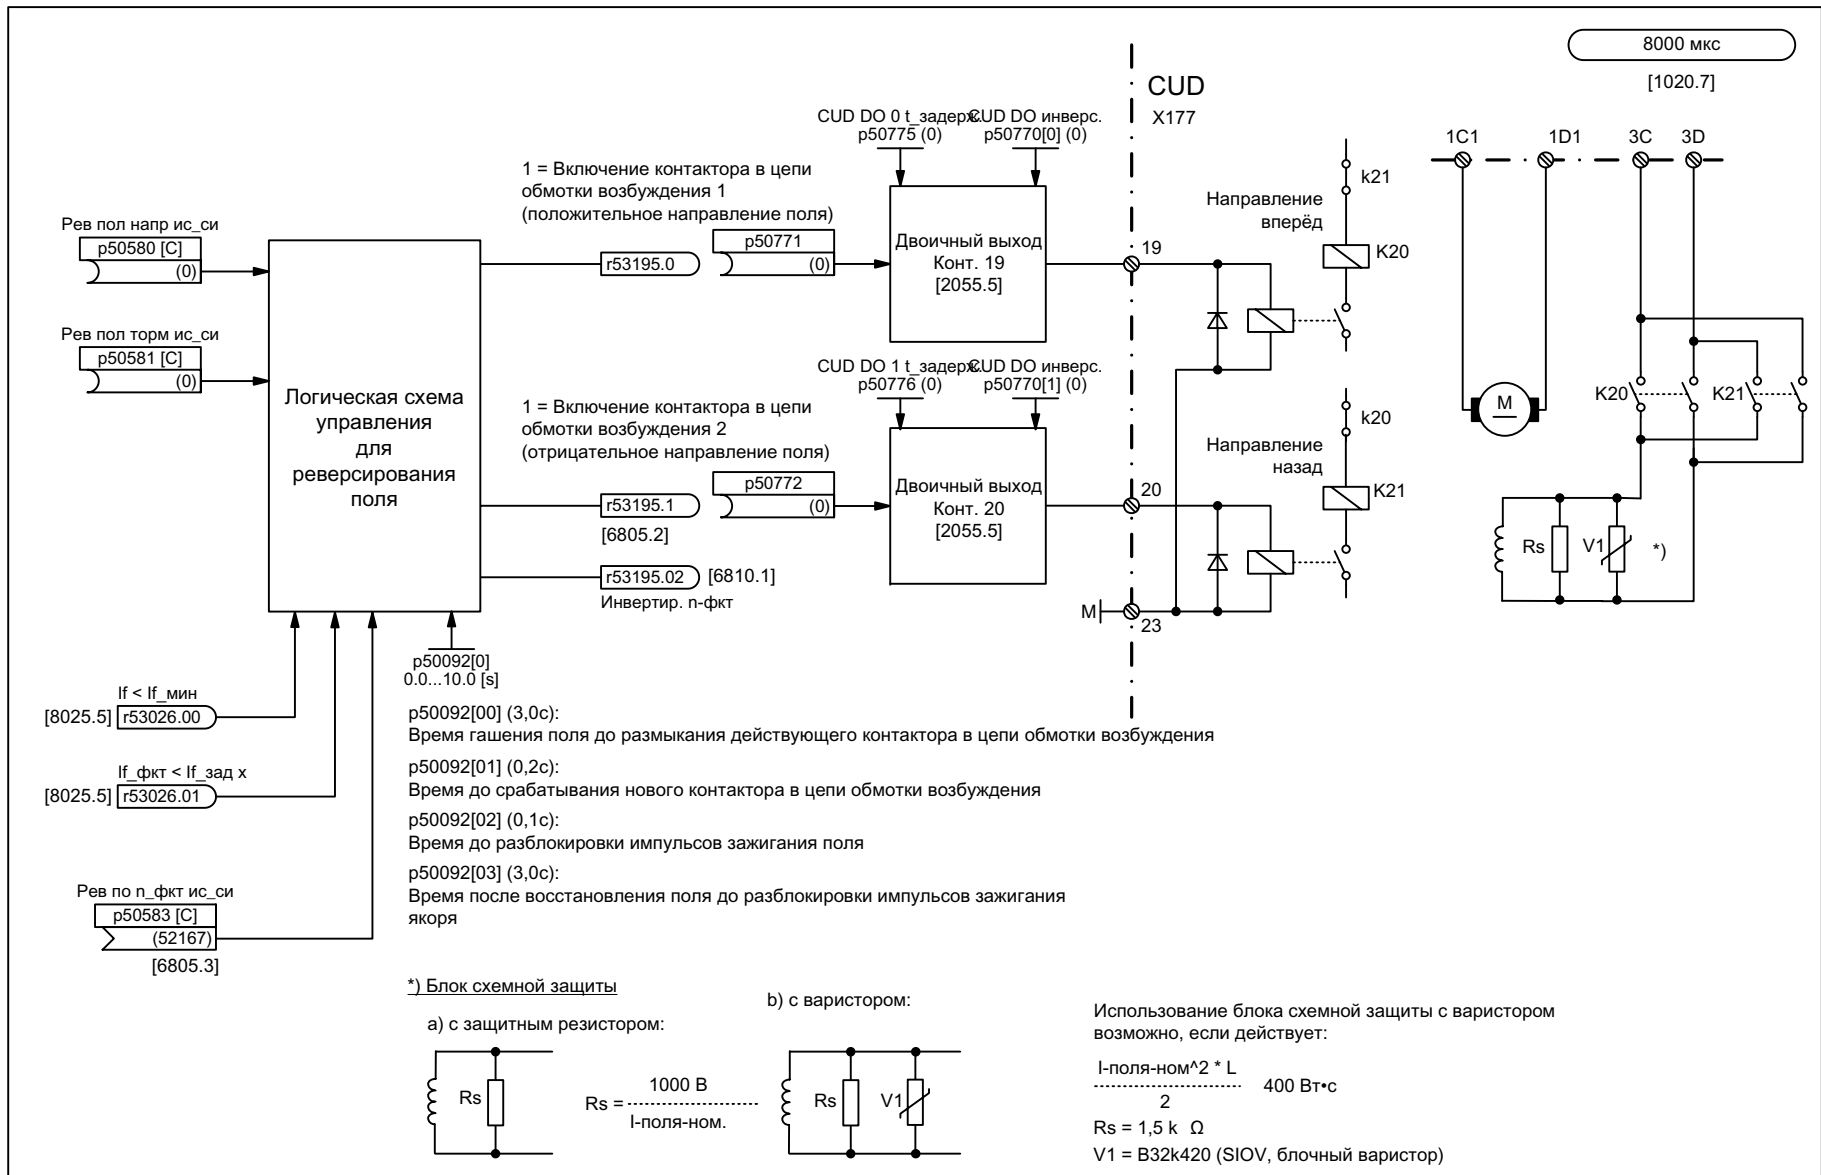 8000 мкс
[1020.7]
CUD
X177
CUD DO 0 t_задерж.
p50775 (0)
CUD DO инверс.
p50770[0] (0)
1C1
1D1
3C
3D
1 = Включение контактора в цепи
обмотки возбуждения 1
(положительное направление поля)
k21
Направление
вперёд
Рев пол напр ис_си
p50580 [C]
(0)
r53195.0
p50771
(0)
Двоичный выход
Конт. 19
[2055.5]
19
K20
Рев пол торм ис_си
p50581 [C]
(0)
Логическая схема
управления
для
реверсирования
поля
CUD DO 1 t_задерж.
p50776 (0)
CUD DO инверс.
p50770[1] (0)
1 = Включение контактора в цепи
обмотки возбуждения 2
(отрицательное направление поля)
k20
Направление
назад
M
K20
K21
r53195.1
[6805.2]
p50772
(0)
Двоичный выход
Конт. 20
[2055.5]
20
K21
r53195.02
[6810.1]
Инвертир. n-фкт
M
23
Rs
V1
*)
p50092[0]
0.0...10.0 [s]
If < If_мин
[8025.5]
r53026.00
If_фкт < If_зад x
[8025.5]
r53026.01
p50092[00] (3,0с):
Время гашения поля до размыкания действующего контактора в цепи обмотки возбуждения
p50092[01] (0,2с):
Время до срабатывания нового контактора в цепи обмотки возбуждения
p50092[02] (0,1с):
Время до разблокировки импульсов зажигания поля
p50092[03] (3,0с):
Время после восстановления поля до разблокировки импульсов зажигания
якоря
Рев по n_фкт ис_си
p50583 [C]
(52167)
[6805.3]
*) Блок схемной защиты
a) с защитным резистором:
Rs
Rs =
1000 В
I-поля-ном.
b) с варистором:
Rs
V1
Использование блока схемной защиты с варистором
возможно, если действует:
I-поля-ном^2 * L
2
400 Вт•с
Rs = 1,5 k Ω
V1 = B32k420 (SIOV, блочный варистор)